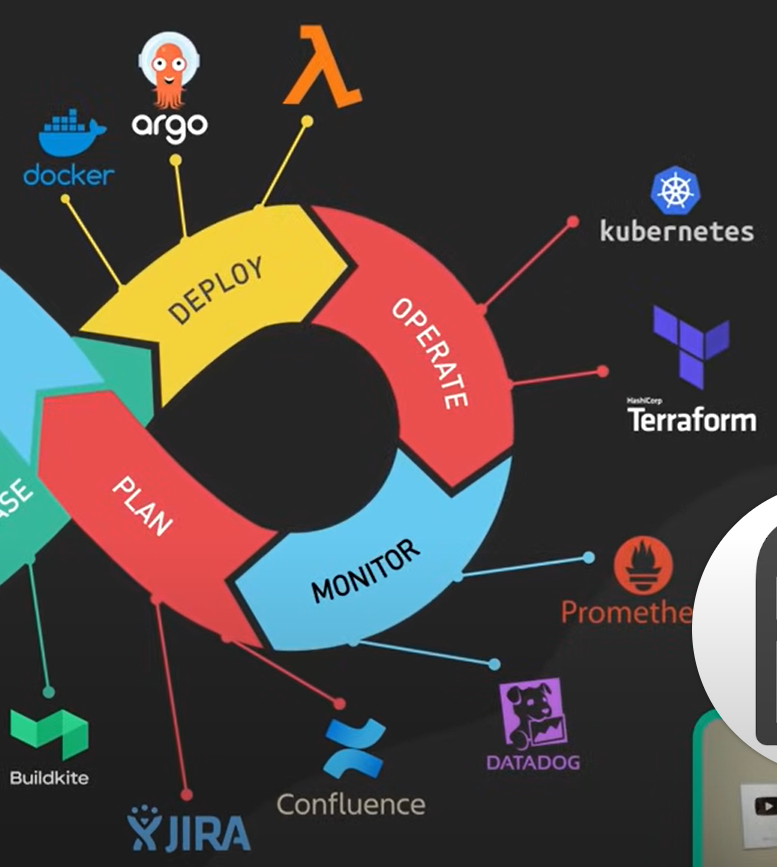 λ
argo
docker
kubernetes
DEPLOY
OPERATE
HashiCorp
Terraform
ASE
PLAN
MONITOR
Promethe
DATADOG
Buildkite
Confluence
JIRA